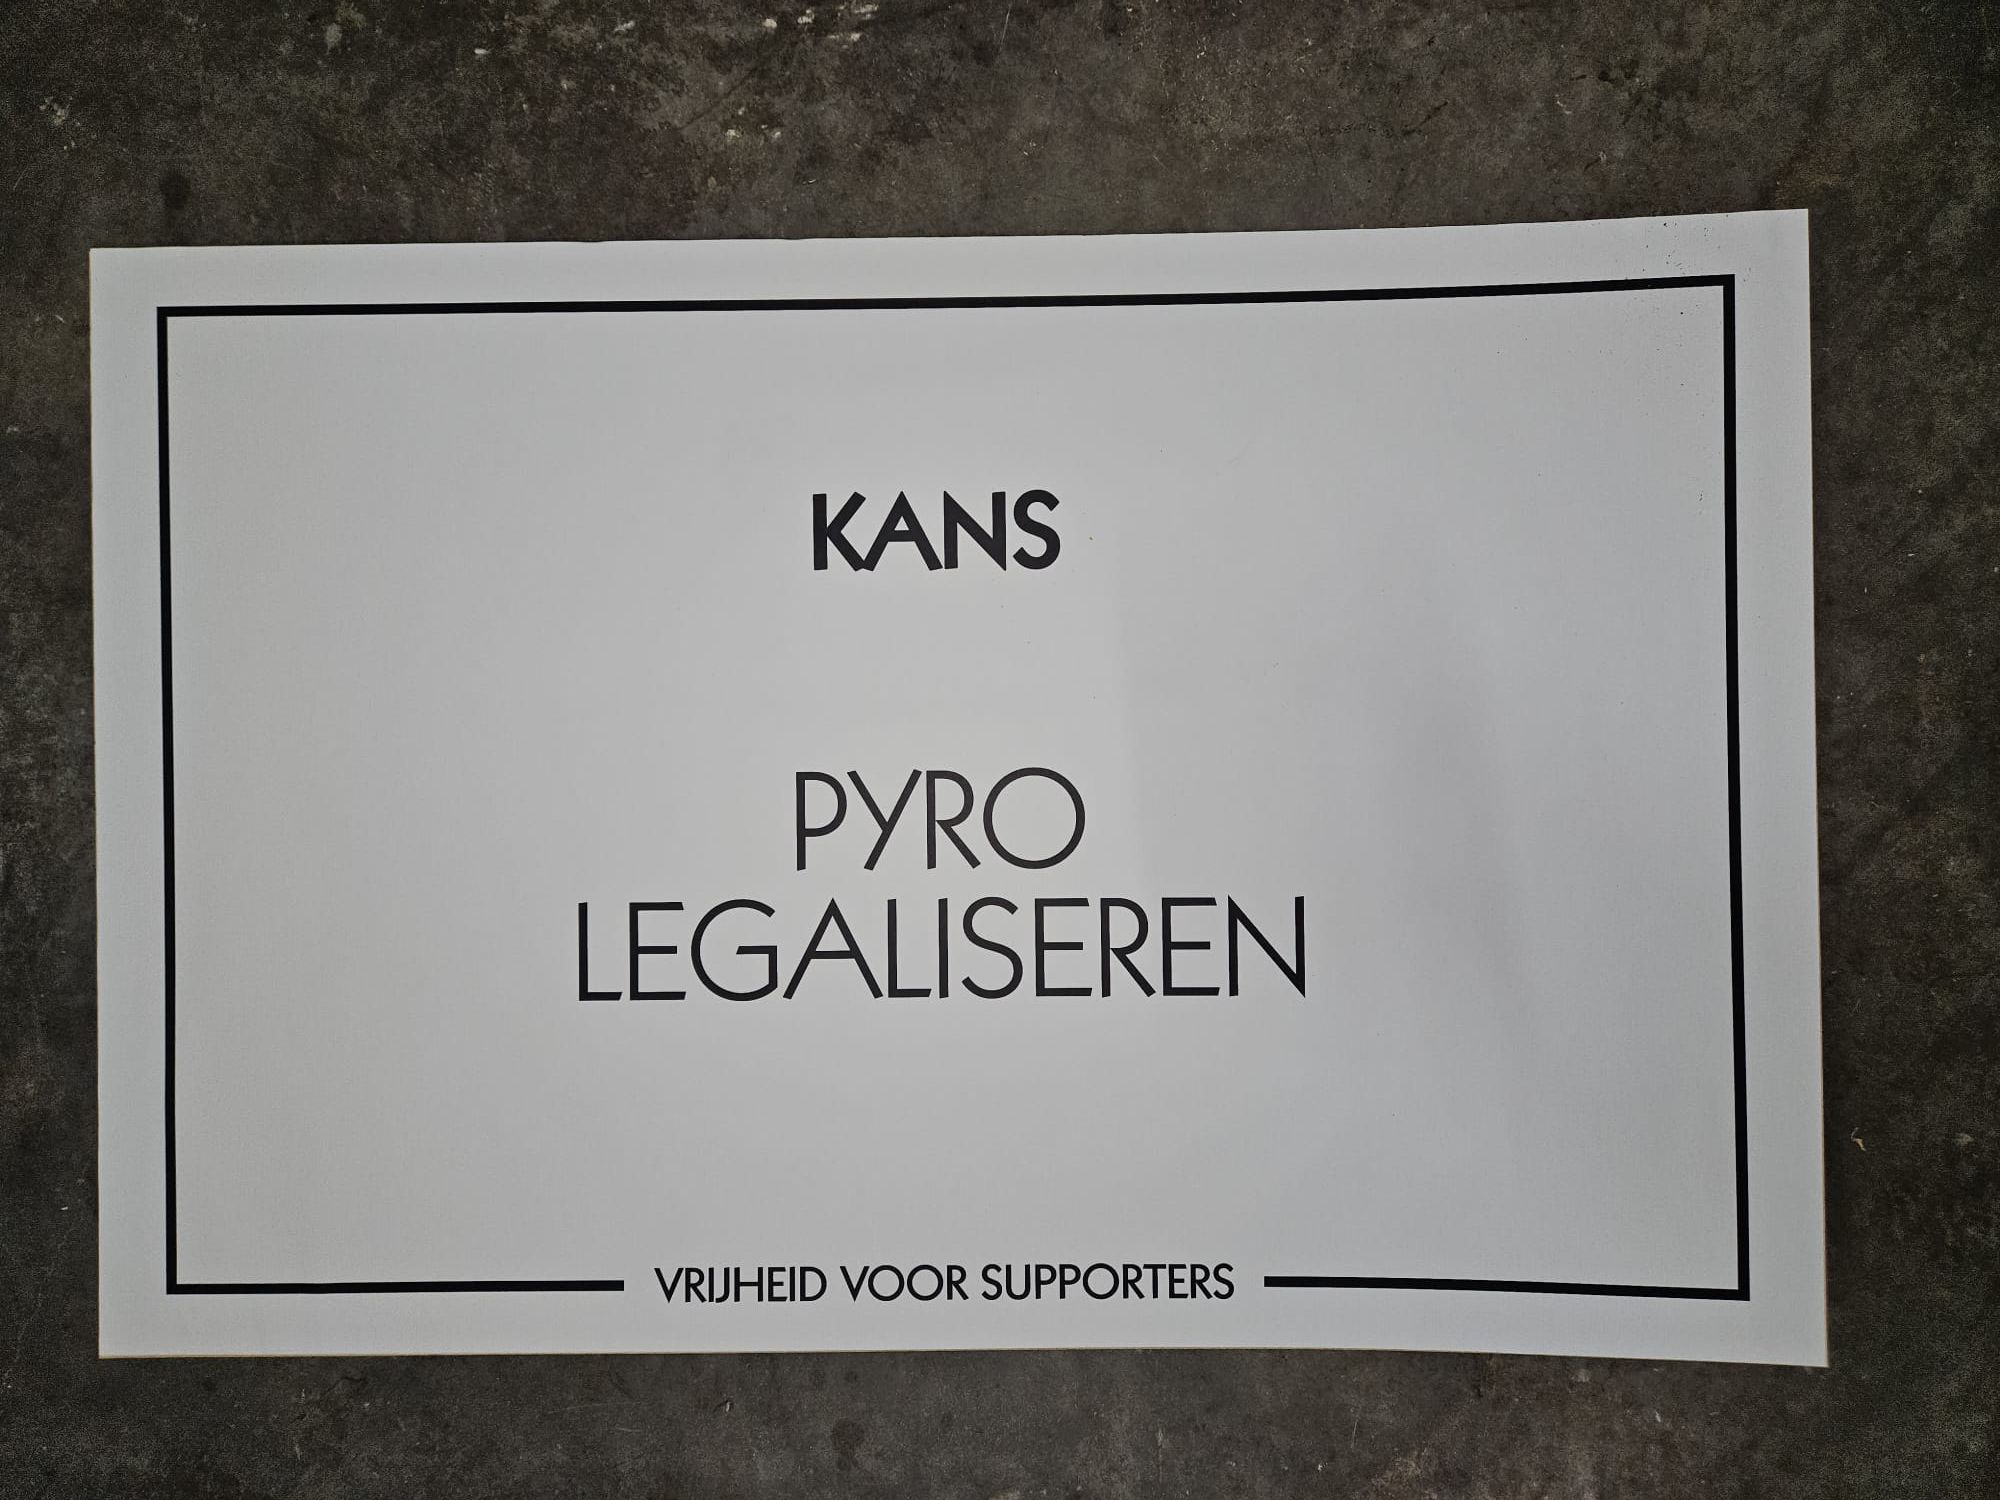 KANS
PYRO
LEGALISEREN
VRIJHEID VOOR SUPPORTERS